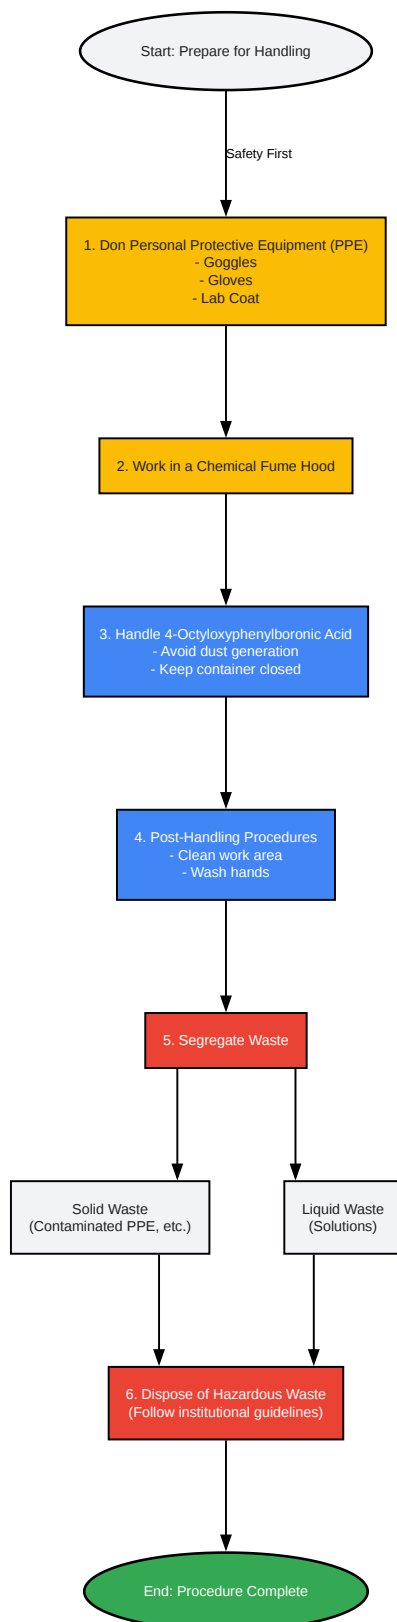 Start: Prepare for Handling
Safety First
1. Don Personal Protective Equipment (PPE)
- Goggles
- Gloves
- Lab Coat
2. Work in a Chemical Fume Hood
3. Handle 4-Octyloxyphenylboronic Acid
- Avoid dust generation
- Keep container closed
4. Post-Handling Procedures
- Clean work area
- Wash hands
5. Segregate Waste
Solid Waste
(Contaminated PPE, etc.)
Liquid Waste
(Solutions)
6. Dispose of Hazardous Waste
(Follow institutional guidelines)
End: Procedure Complete